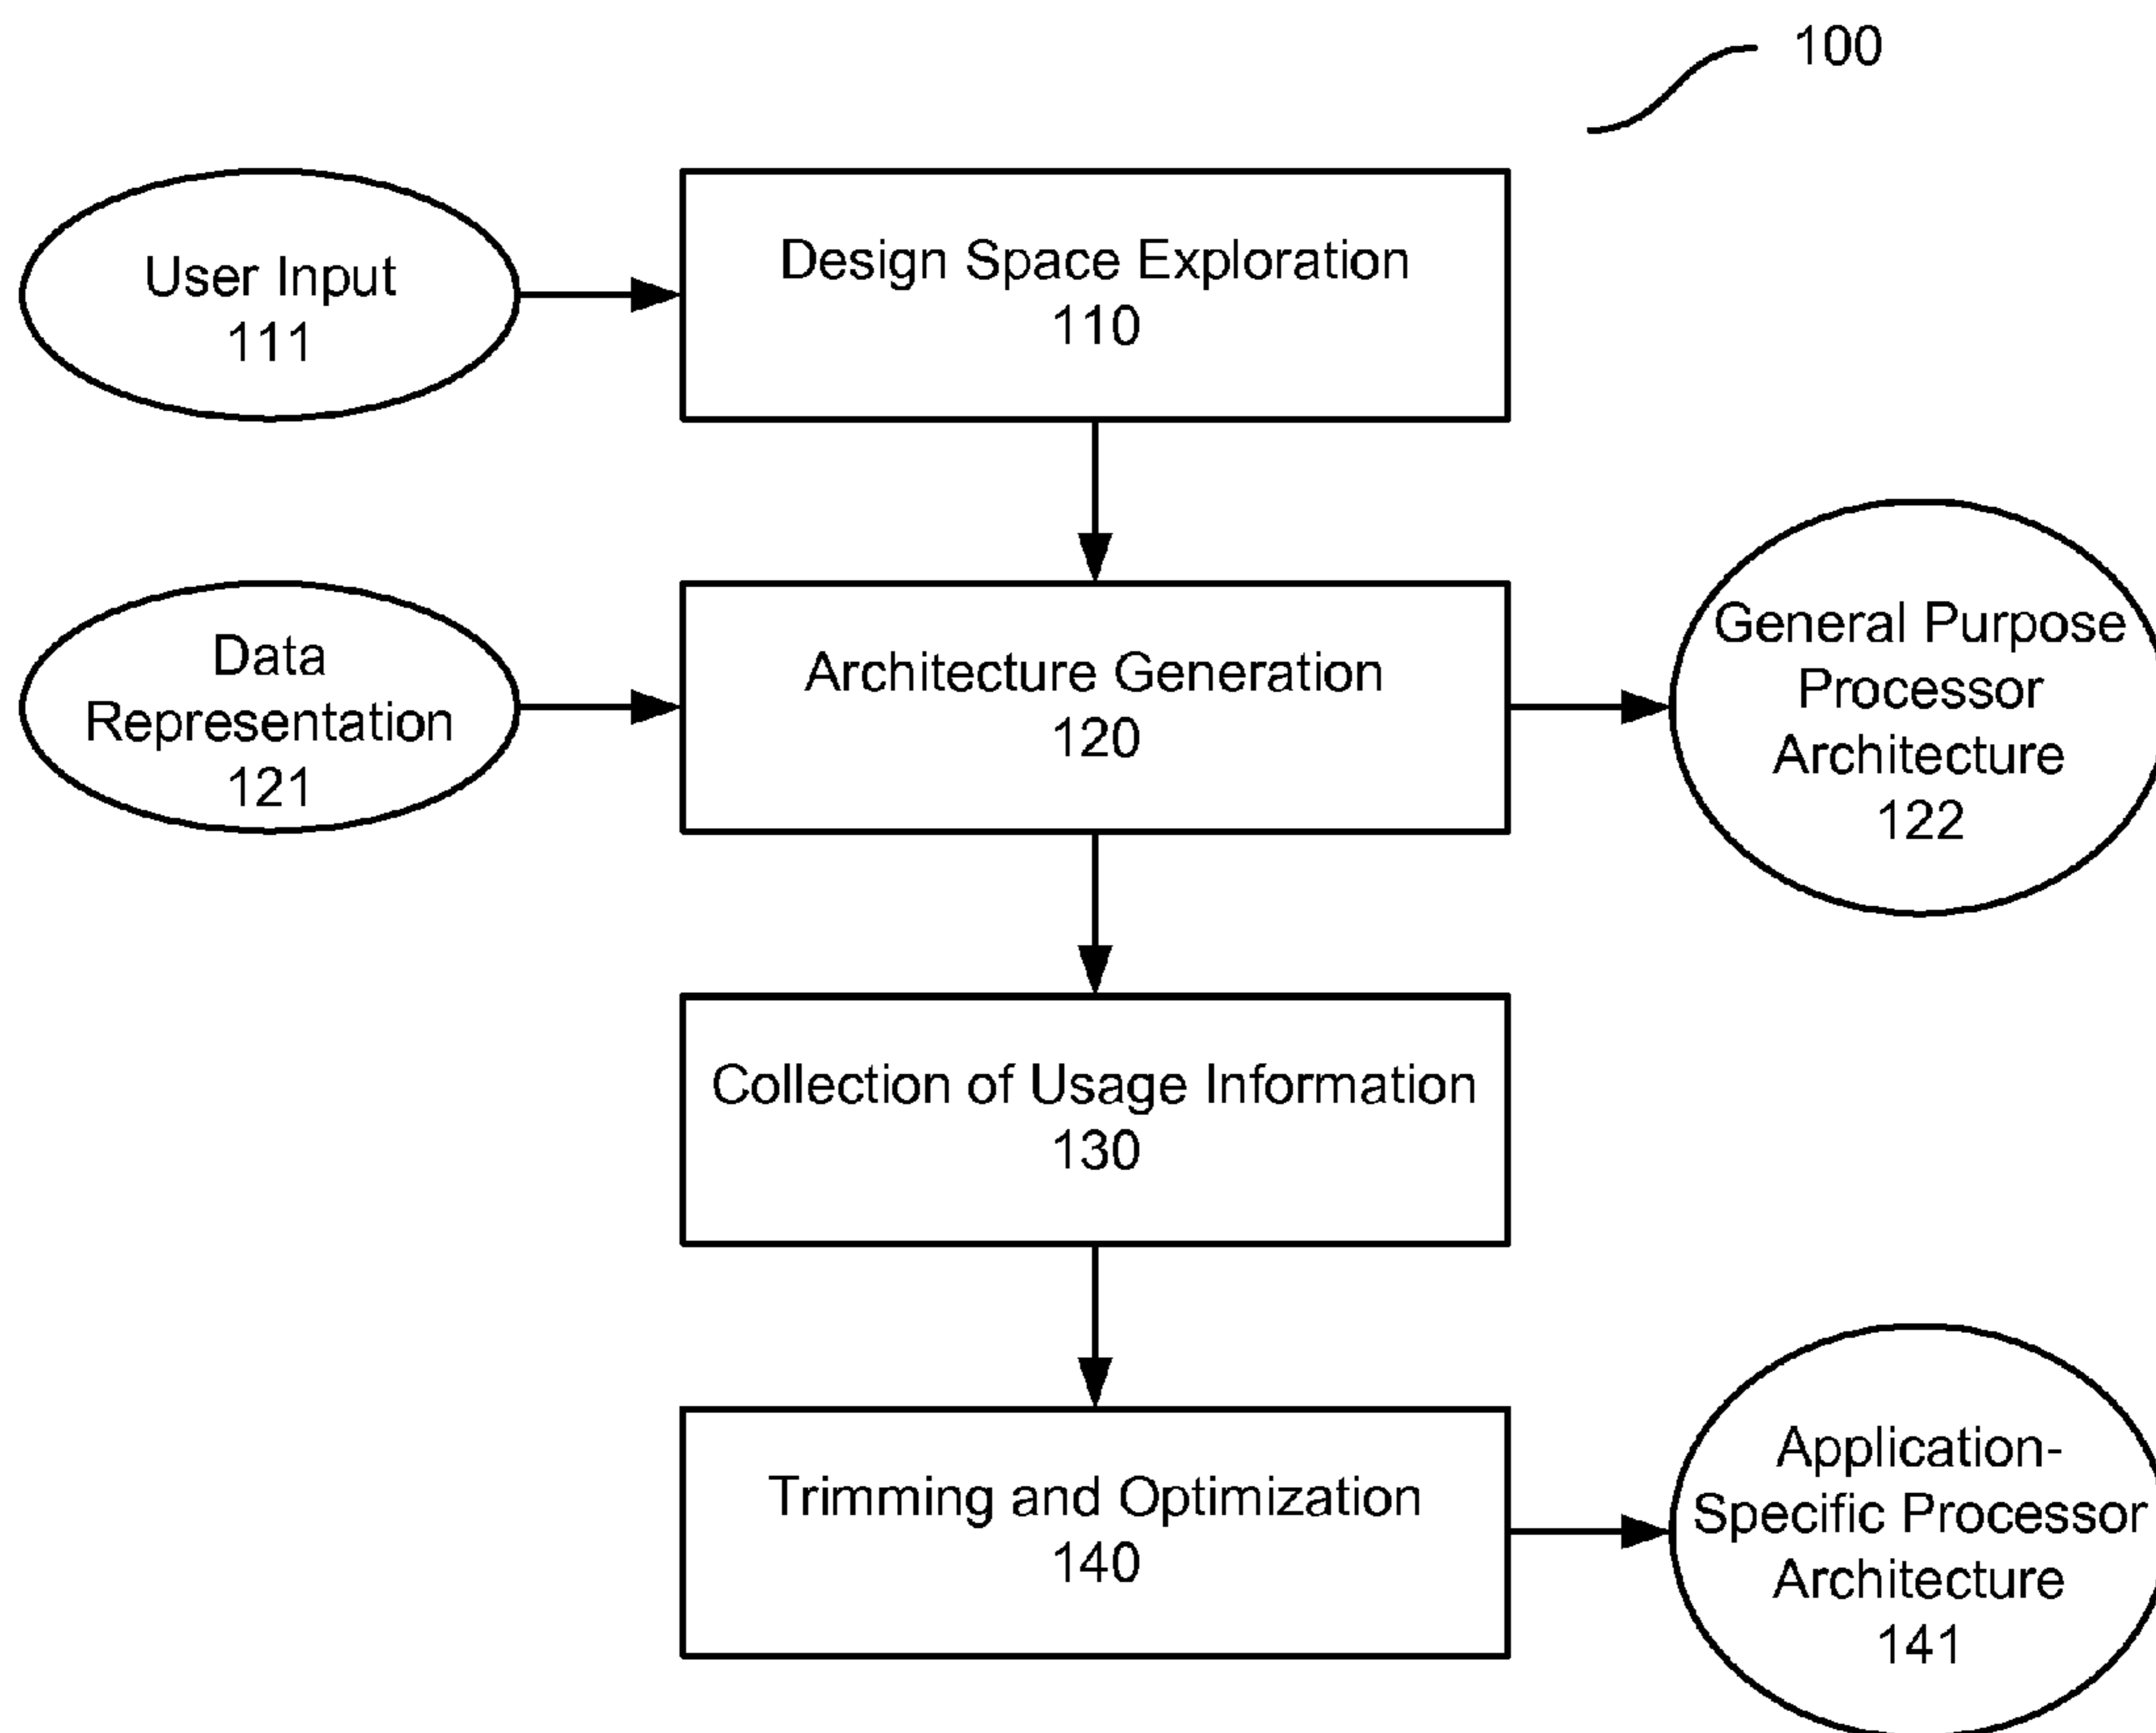 100
User Input
111
Design Space Exploration
110
Data
Representation
121
Architecture Generation
120
General Purpose
Processor
Architecture
122
Collection of Usage Information
130
Trimming and Optimization
140
Application-
Specific Processor
Architecture
141